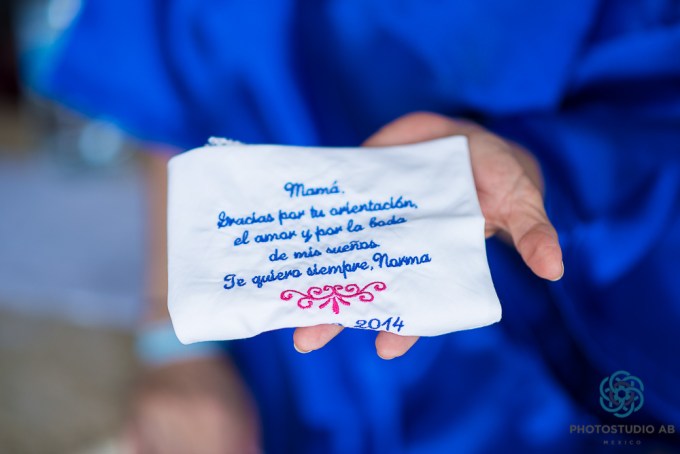 Mamá,
Gracias por tu orientación,
el amor y por la boda
de mis sueños
Te quiero siempre, Norma
2014
PHOTOSTUDIO AB
MEXICO